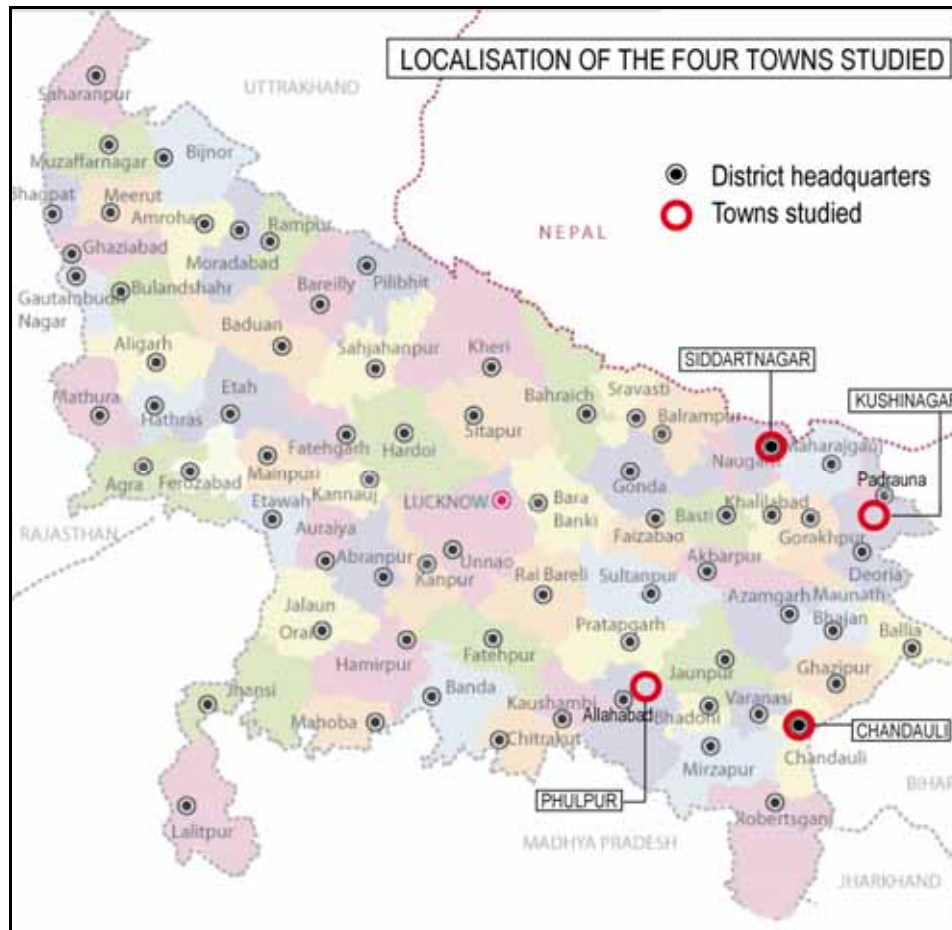 LOCALISATION OF THE FOUR TOWNS STUDIED
Saharanpur
UTTRAKHAND
District headquarters
Towns studied
Muzaffarnagar
Bijnor
Bhagpat
Meerut
Amroha
Rampur
NEPAL
Ghaziabad
Moradabad
Pilibhit
Bareilly
Gautambudh
Nagar
Bulandshahr
Baduan
Aligarh
Sahjahanpur
Kheri
SIDDARTNAGAR
Etah
Bahraich
Sravasti
KUSHINAGAR
Mathura
Hathras
Balrampur
Fatehgarh
Hardoi
Sitapur
Naugarh
Maharajganj
Agra
Ferozabad
Mainpuri
Gonda
Padrauna
Etawah
Kannauj
LUCKNOW
Bara
Banki
Basti
Khalilabad
RAJASTHAN
Auraiya
Faizabad
Gorakhpur
Abranpur
Kanpur
Unnao
Rai Bareli
Sultanpur
Akbarpur
Deoria
Azamgarh
Maunath
Bhajan
Jalaun
Orai
Pratapgarh
Ballia
Hamirpur
Fatehpur
Jaunpur
Ghazipur
Jhansi
Banda
Kaushambi
Varanasi
Mahoba
Allahabad
Bhadohi
CHANDAULI
Chitrakut
Chandauli
Mirzapur
BIHAR
PHULPUR
Lalitpur
Robertsganj
MADHYA PRADESH
JHARKHAND